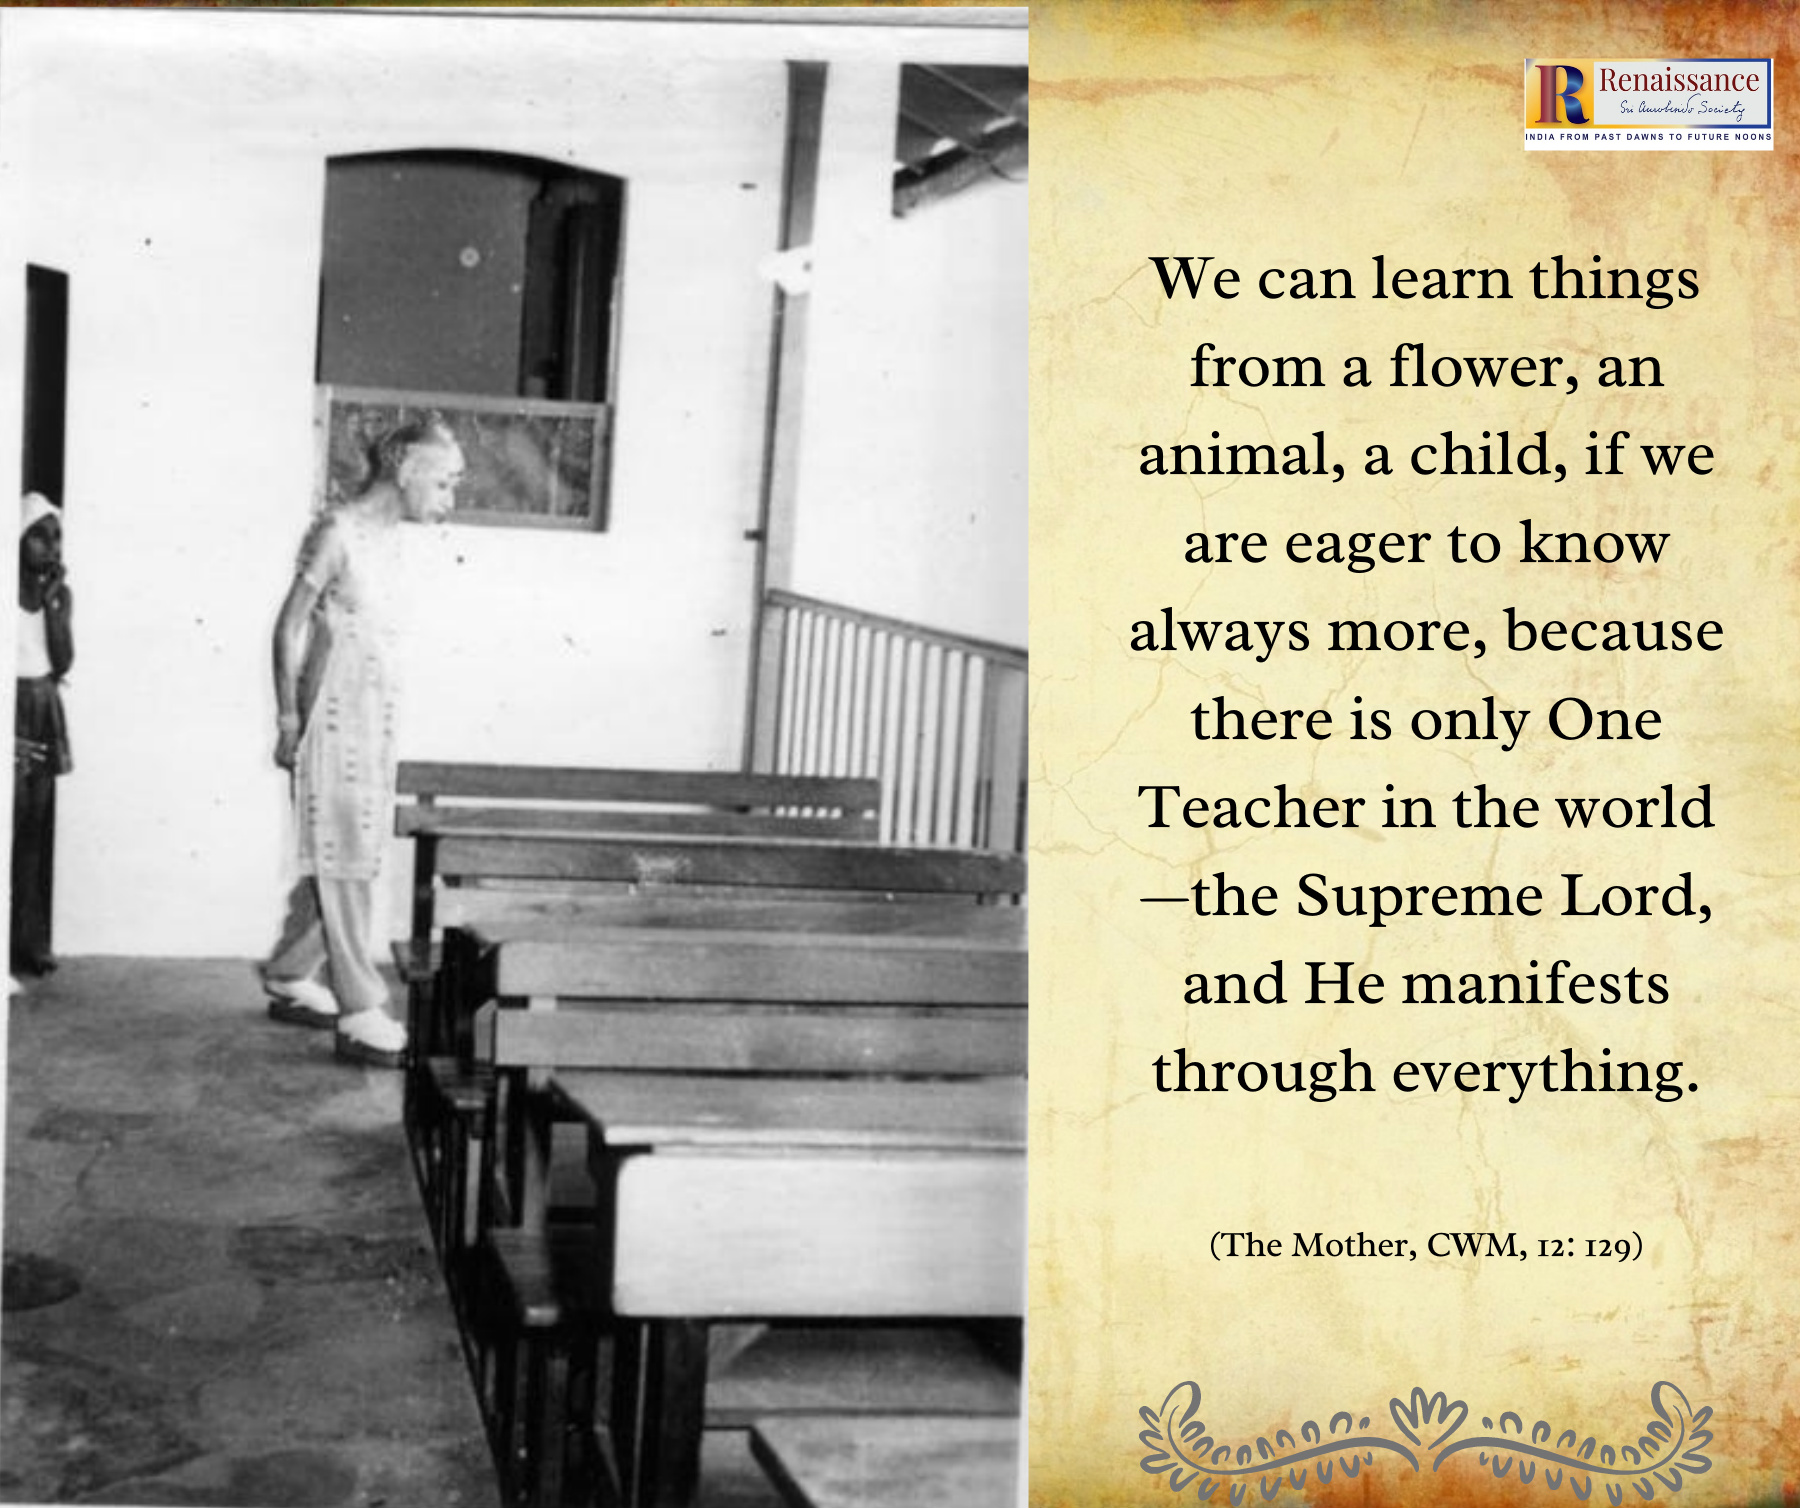 R Renaissance
Sri Aurobindo Society
INDIA FROM PAST DAWNS TO FUTURE NOONS
We can learn things
from a flower, an
animal, a child, if we
are eager to know
always more, because
there is only One
Teacher in the world
—the Supreme Lord,
and He manifests
through everything.
(The Mother, CWM, 12: 129)